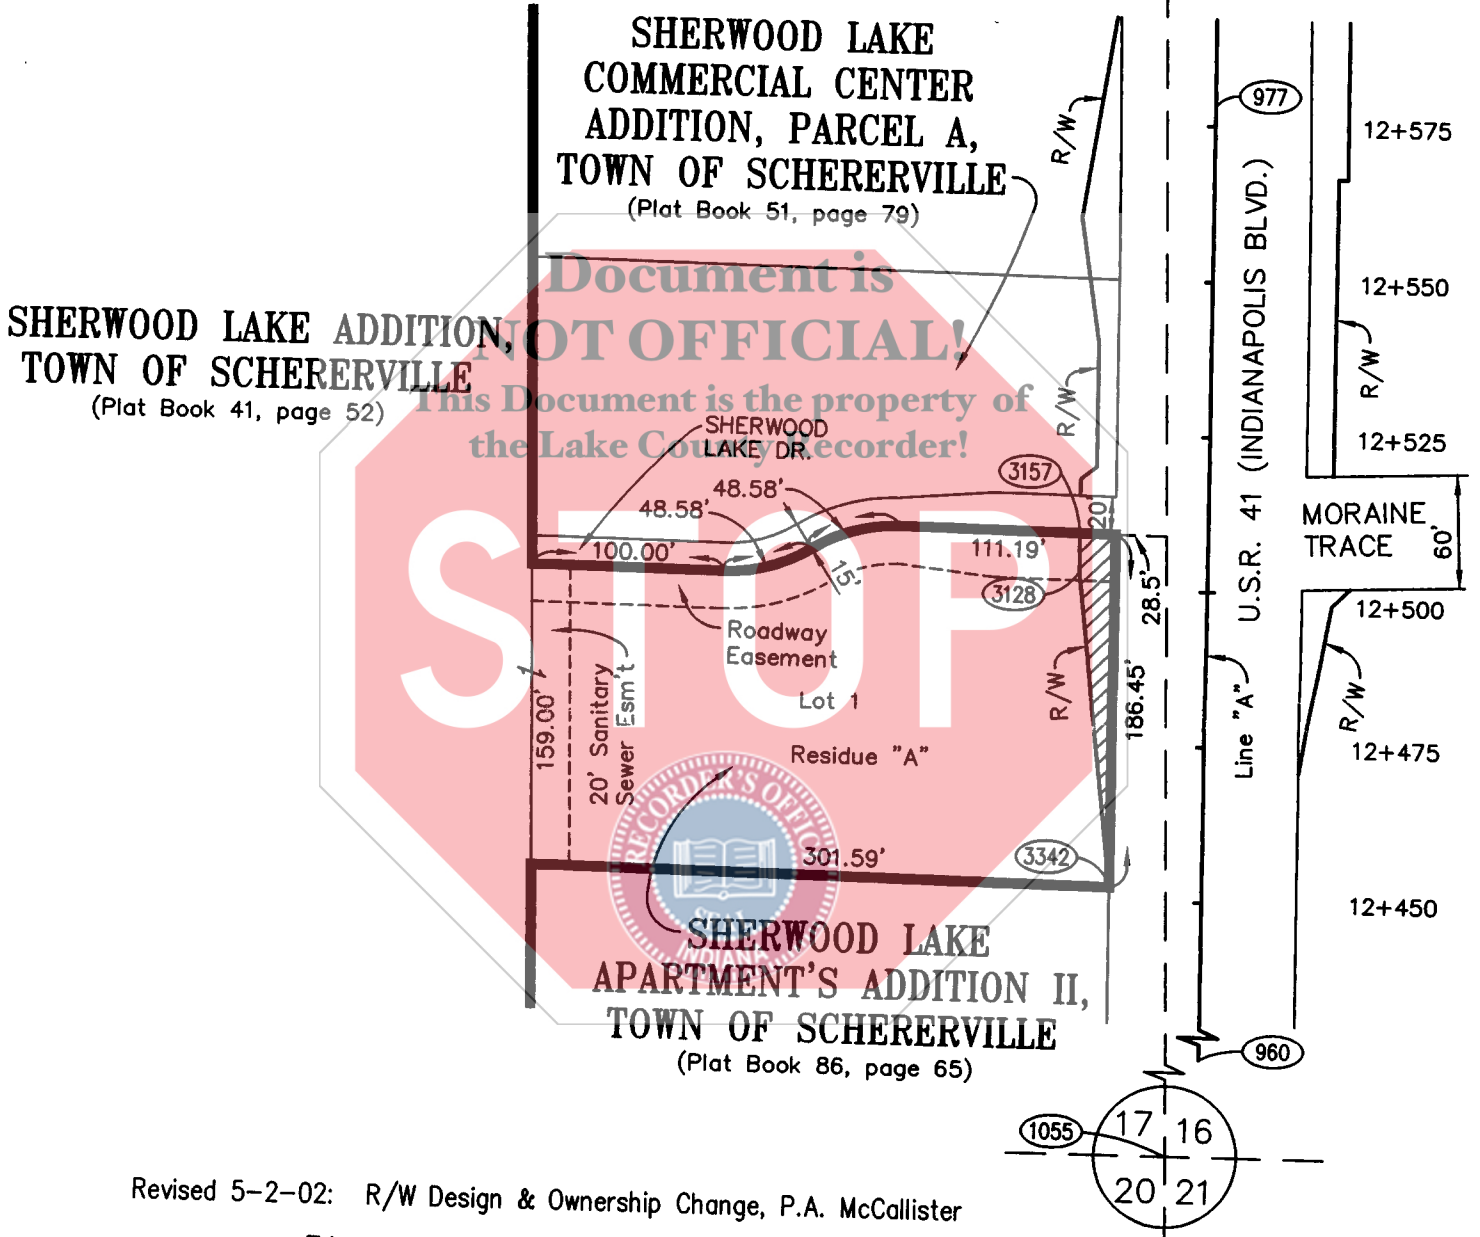 SHERWOOD LAKE
COMMERCIAL CENTER
ADDITION, PARCEL A,
TOWN OF SCHERERVILLE
(Plat Book 51, page 79)
R/W
977
12+575
U.S.R. 41 (INDIANAPOLIS BLVD.)
12+550
R/W
12+525
Document is
NOT OFFICIAL!
This Document is the property of
the Lake County Recorder!
STOP
SHERWOOD LAKE ADDITION,
TOWN OF SCHERERVILLE
(Plat Book 41, page 52)
R/W
SHERWOOD
LAKE DR.
3157
48.58'
48.58'
20'
MORAINE
TRACE
60'
100.00'
111.19'
15'
3128
28.5'
12+500
Roadway
Easement
Lot 1
R/W
186.45'
R/W
159.00'
20' Sanitary
Sewer Esm't
Residue "A"
Line "A"
12+475
RECORDER'S OFFICE
SEAL
INDIANA
301.59'
3342
12+450
SHERWOOD LAKE
APARTMENT'S ADDITION II,
TOWN OF SCHERERVILLE
(Plat Book 86, page 65)
960
1055
17 16
20 21
Revised 5-2-02: R/W Design & Ownership Change, P.A. McCallister